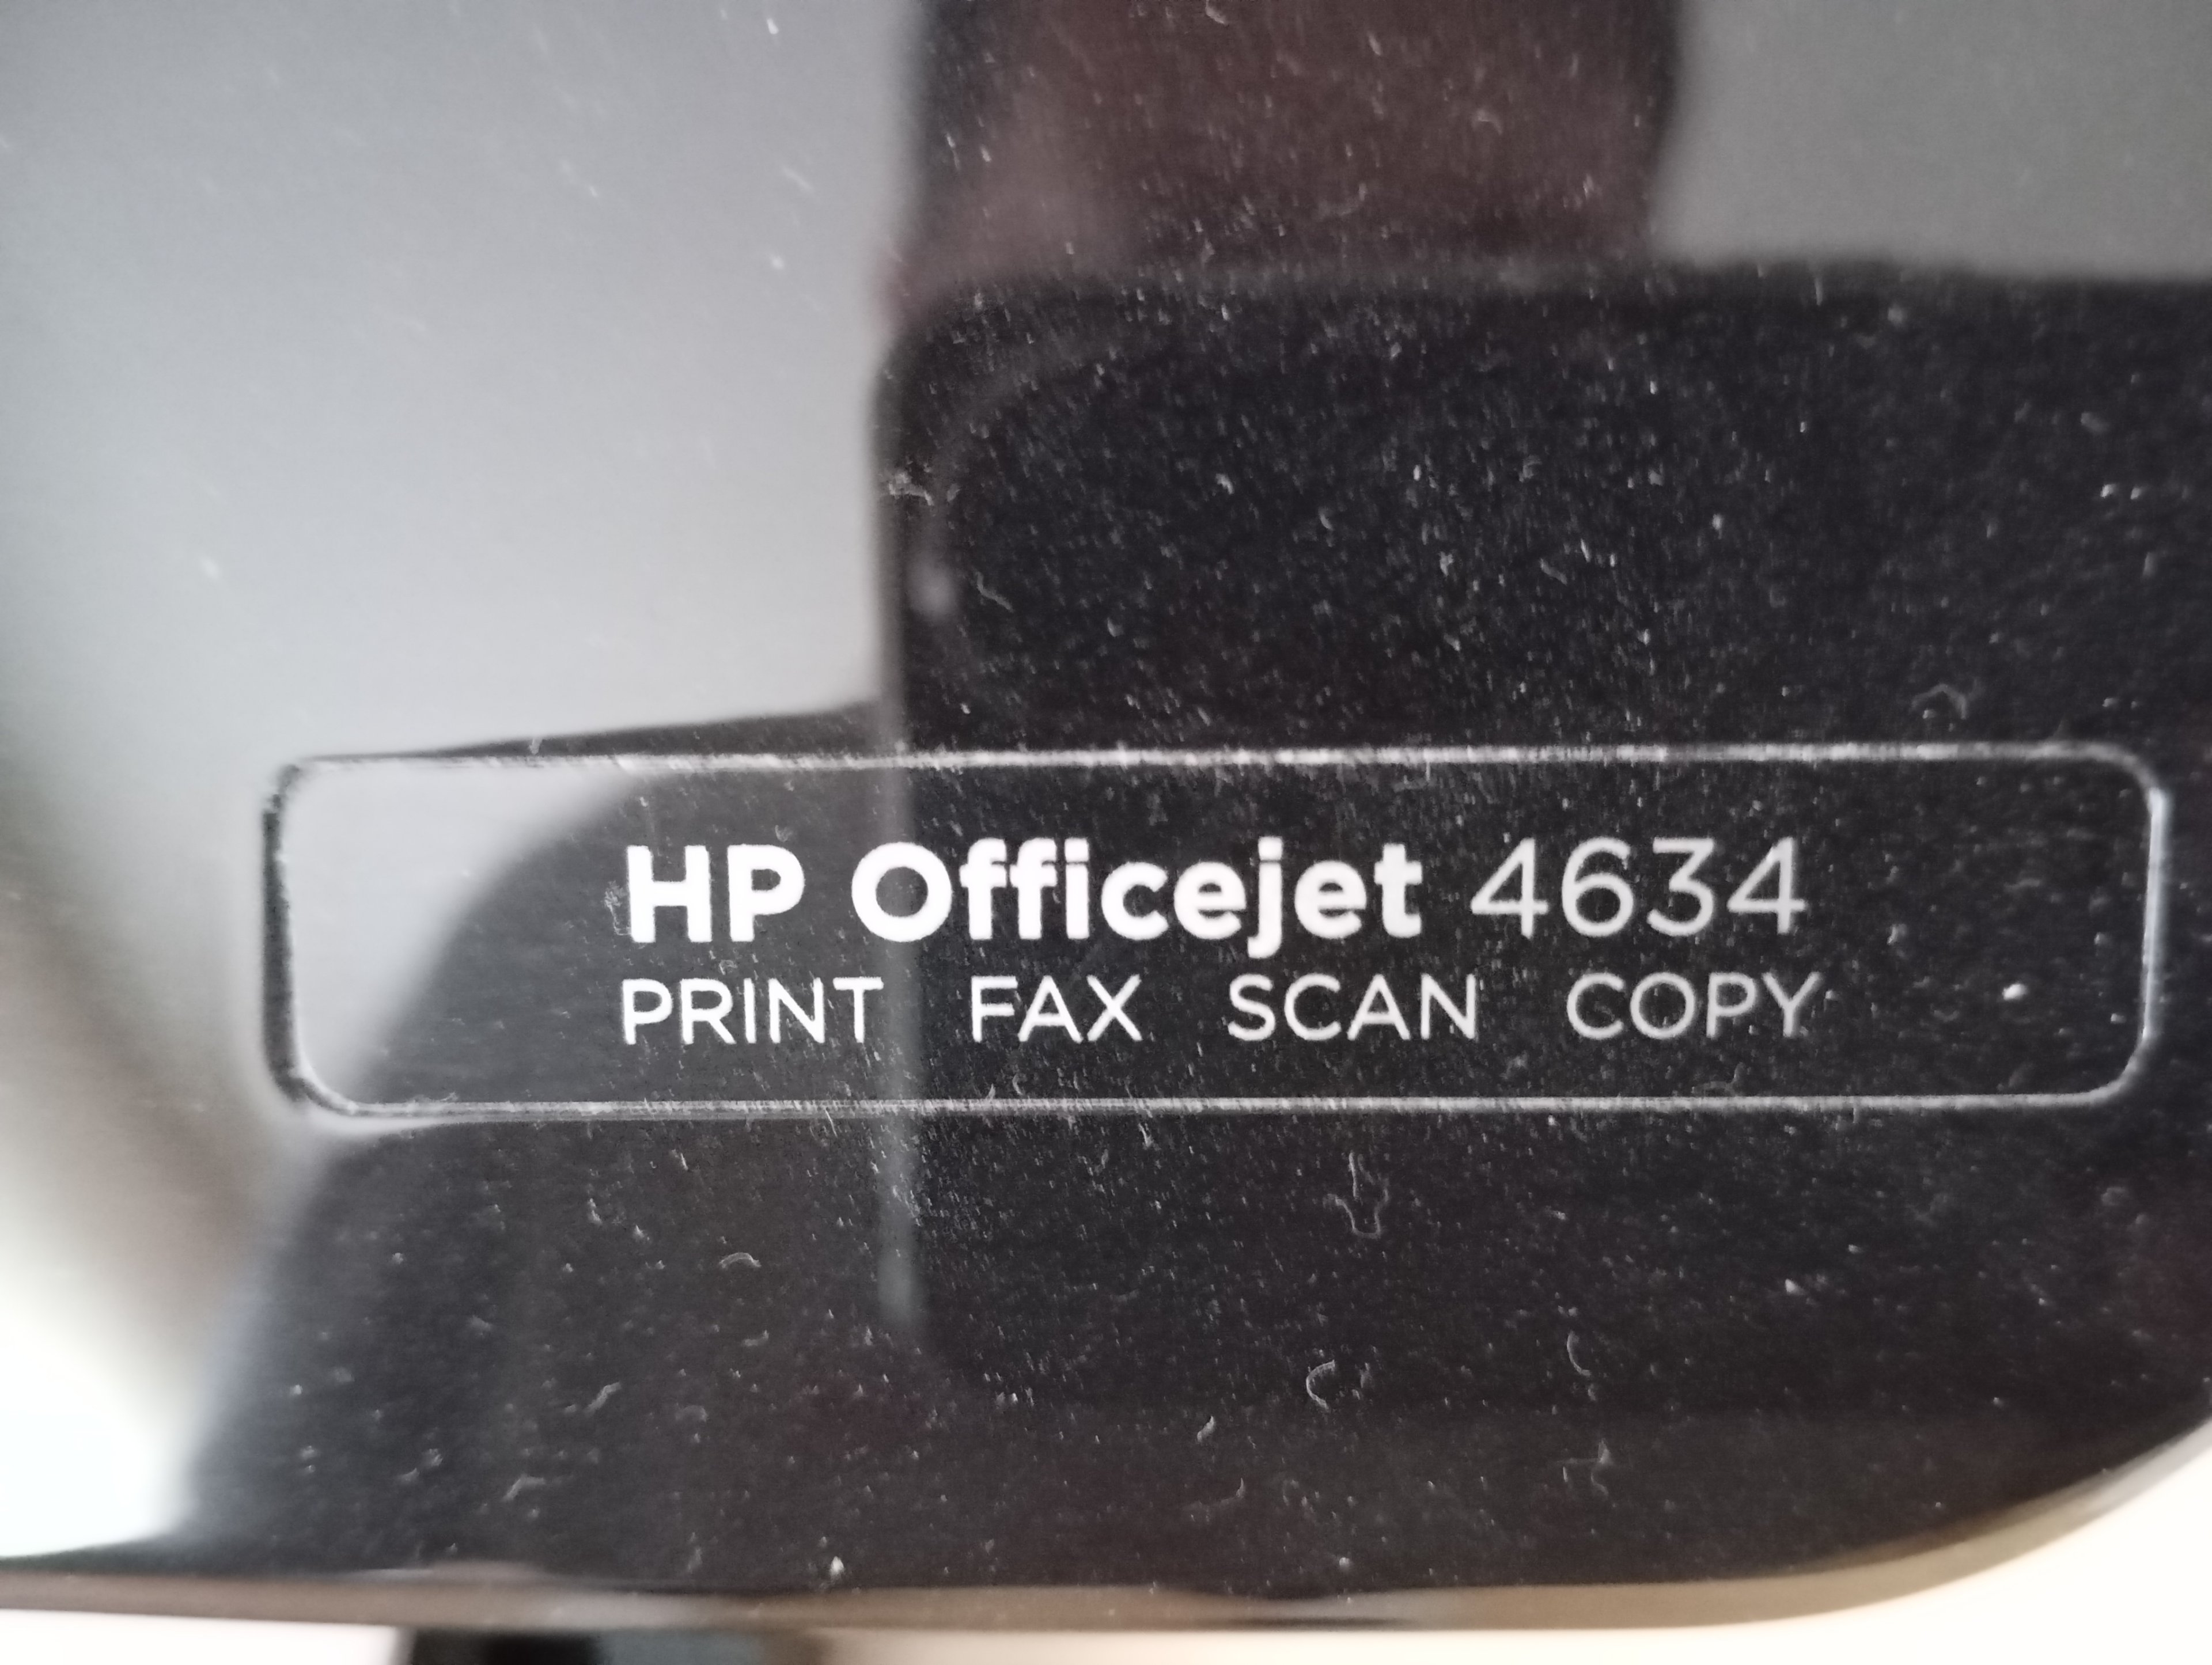 HP Officejet 4634
PRINT FAX SCAN COPY